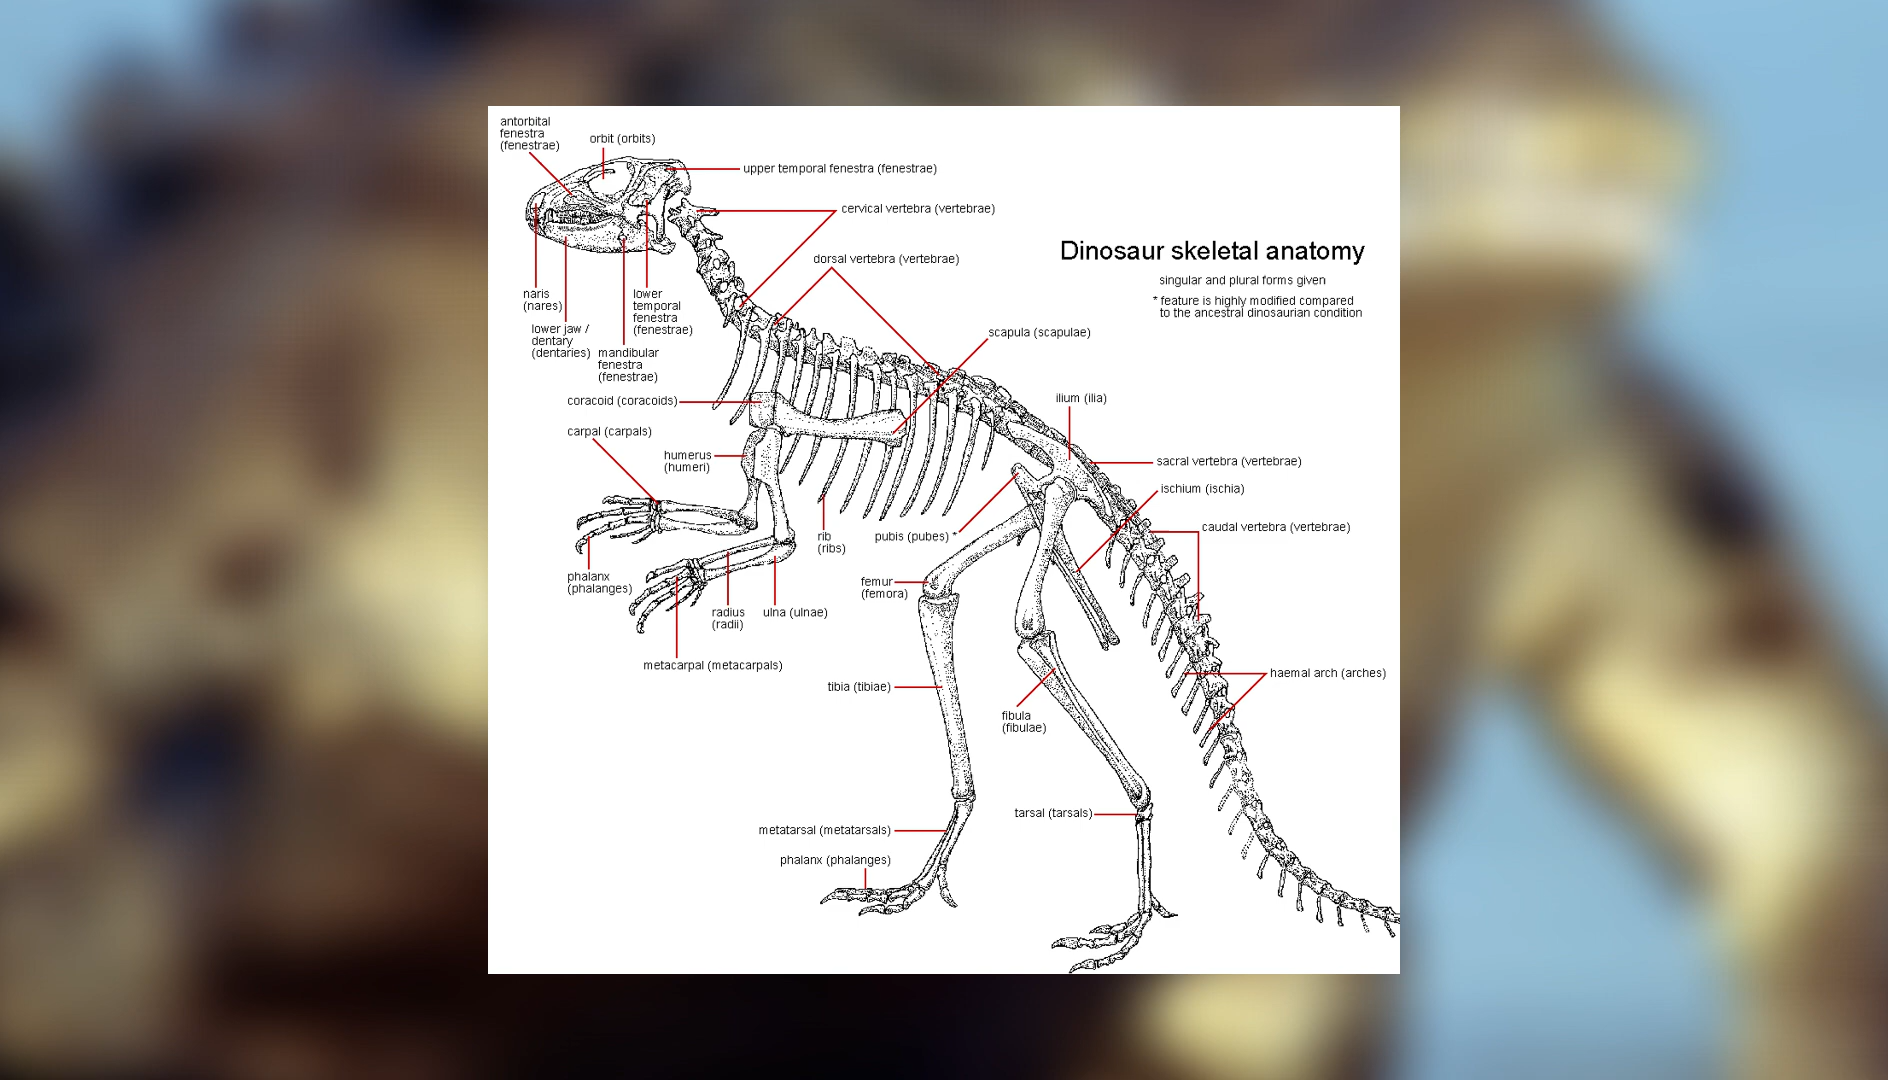 antorbital
fenestra
(fenestrae)
orbit (orbits)
upper temporal fenestra (fenestrae)
cervical vertebra (vertebrae)
dorsal vertebra (vertebrae)
Dinosaur skeletal anatomy
singular and plural forms given
* feature is highly modified compared
to the ancestral dinosaurian condition
naris
(nares)
lower jaw /
dentary
(dentaries)
mandibular
fenestra
(fenestrae)
lower
temporal
fenestra
(fenestrae)
scapula (scapulae)
coracoid (coracoids)
carpal (carpals)
humerus
(humeri)
ilium (ilia)
sacral vertebra (vertebrae)
ischium (ischia)
caudal vertebra (vertebrae)
rib
(ribs)
pubis (pubes) *
phalanx
(phalanges)
femur
(femora)
radius
(radii)
ulna (ulnae)
metacarpal (metacarpals)
tibia (tibiae)
fibula
(fibulae)
haemal arch (arches)
metatarsal (metatarsals)
phalanx (phalanges)
tarsal (tarsals)